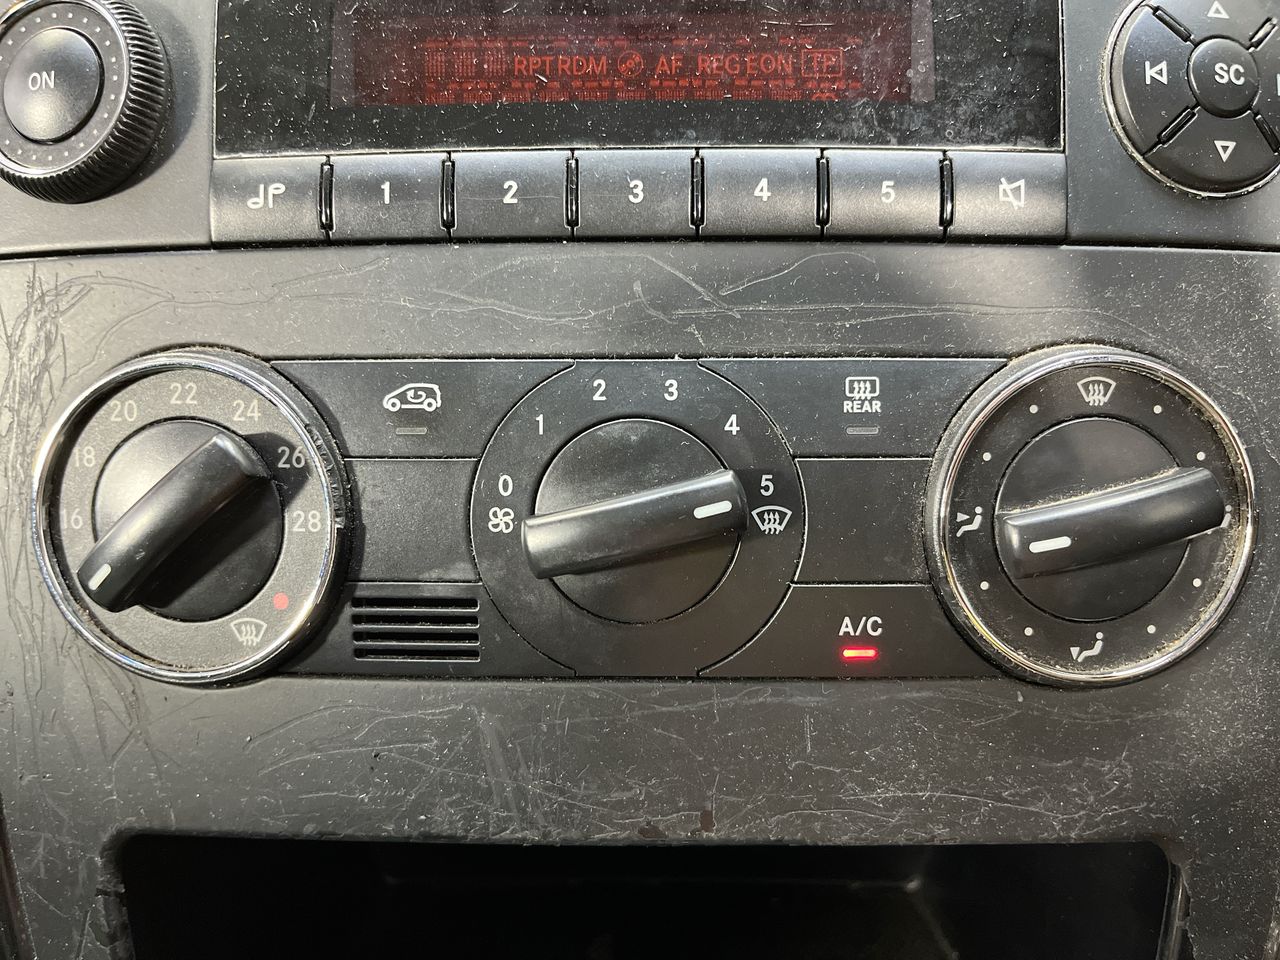 ON
RPT RDM AF REG EON TP
SC
1 2 3 4 5
16 18 20 22 24 26 28
0 1 2 3 4 5
REAR
A/C